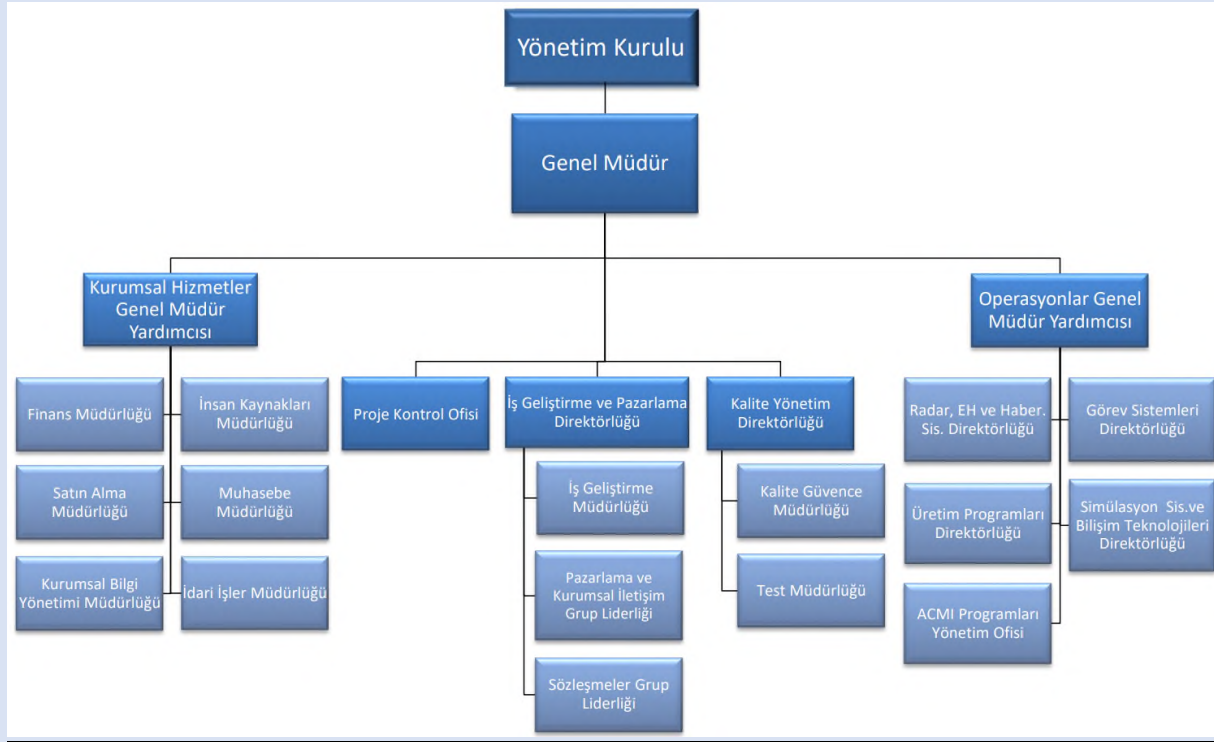 Yönetim Kurulu
Genel Müdür
Kurumsal Hizmetler
Genel Müdür
Yardımcısı
Operasyonlar Genel
Müdür Yardımcısı
Finans Müdürlüğü
İnsan Kaynakları
Müdürlüğü
Satın Alma
Müdürlüğü
Muhasebe
Müdürlüğü
Kurumsal Bilgi
Yönetimi Müdürlüğü
İdari İşler Müdürlüğü
Proje Kontrol Ofisi
İş Geliştirme ve Pazarlama
Direktörlüğü
İş Geliştirme
Müdürlüğü
Pazarlama ve
Kurumsal İletişim
Grup Liderliği
Sözleşmeler Grup
Liderliği
Kalite Yönetim
Direktörlüğü
Kalite Güvence
Müdürlüğü
Test Müdürlüğü
Radar, EH ve Haber.
Sis. Direktörlüğü
Görev Sistemleri
Direktörlüğü
Üretim Programları
Direktörlüğü
Simülasyon Sis.ve
Bilişim Teknolojileri
Direktörlüğü
ACMI Programları
Yönetim Ofisi